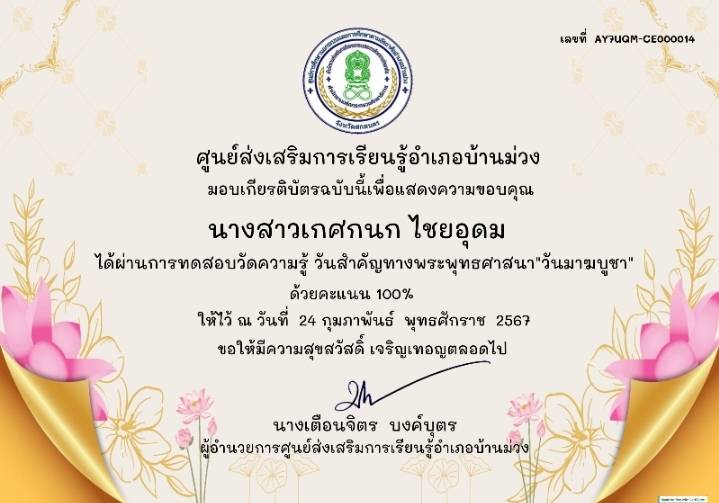 เลขที่ AY7UQM-CE000014
จังหวัดสกลนคร
ศูนย์ส่งเสริมการเรียนรู้อำเภอบ้านม่วง
มอบเกียรติบัตรฉบับนี้เพื่อแสดงความขอบคุณ
นางสาวเกศกนก ไชยอุดม
ได้ผ่านการทดสอบวัดความรู้ วันสำคัญทางพระพุทธศาสนา"วันมาฆบูชา"
ด้วยคะแนน 100%
ให้ไว้ ณ วันที่ 24 กุมภาพันธ์ พุทธศักราช 2567
ขอให้มีความสุขสวัสดิ์ เจริญเทอญตลอดไป
นางเตือนจิตร บงค์บุตร
ผู้อำนวยการศูนย์ส่งเสริมการเรียนรู้อำเภอบ้านม่วง